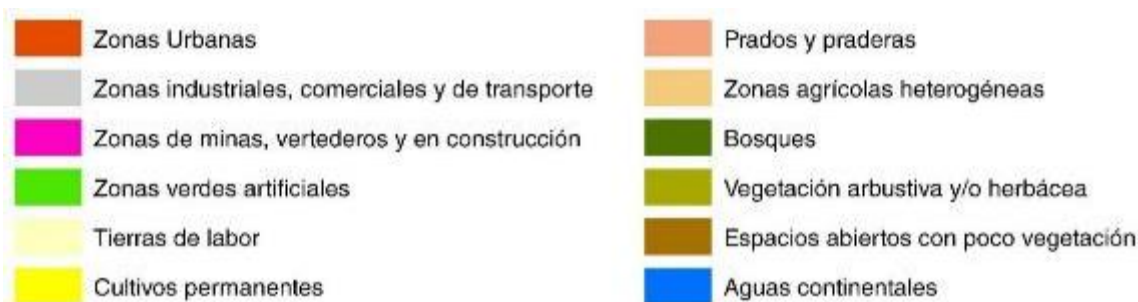 Zonas Urbanas
Zonas industriales, comerciales y de transporte
Zonas de minas, vertederos y en construcción
Zonas verdes artificiales
Tierras de labor
Cultivos permanentes
Prados y praderas
Zonas agrícolas heterogéneas
Bosques
Vegetación arbustiva y/o herbácea
Espacios abiertos con poco vegetación
Aguas continentales